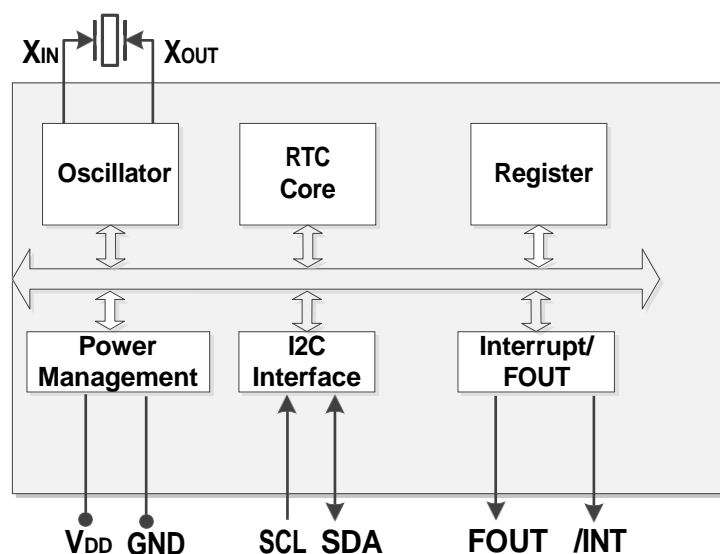 XIN XOUT
Oscillator
RTC
Core
Register
Power
Management
I2C
Interface
Interrupt/
FOUT
VDD GND SCL SDA FOUT /INT